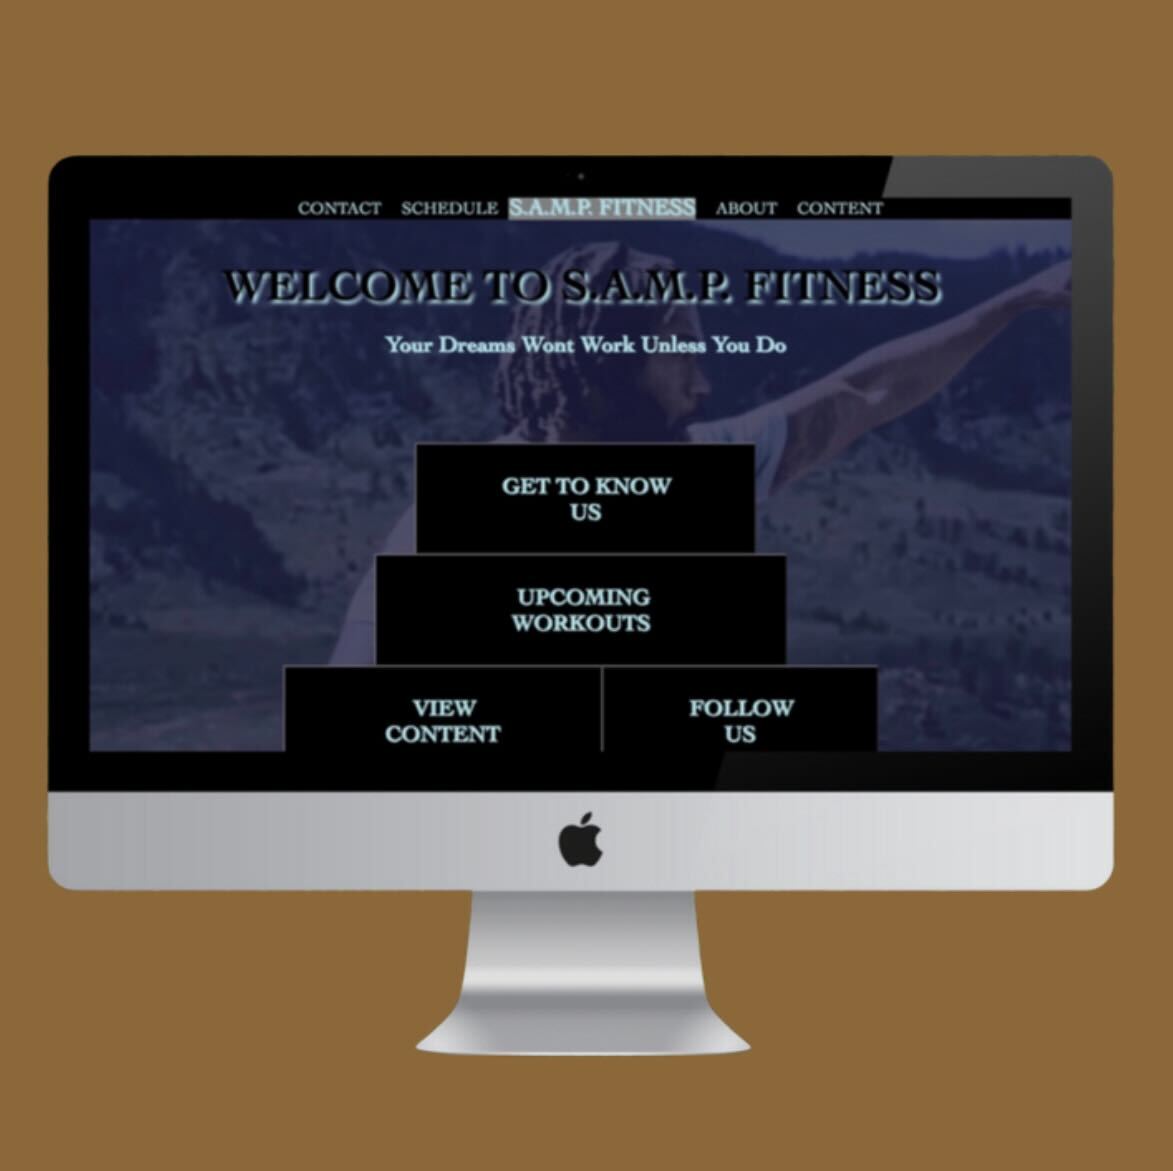 CONTACT SCHEDULE S.A.M.P. FITNESS ABOUT CONTENT
WELCOME TO S.A.M.P. FITNESS
Your Dreams Wont Work Unless You Do
GET TO KNOW
US
UPCOMING
WORKOUTS
VIEW
CONTENT
FOLLOW
US